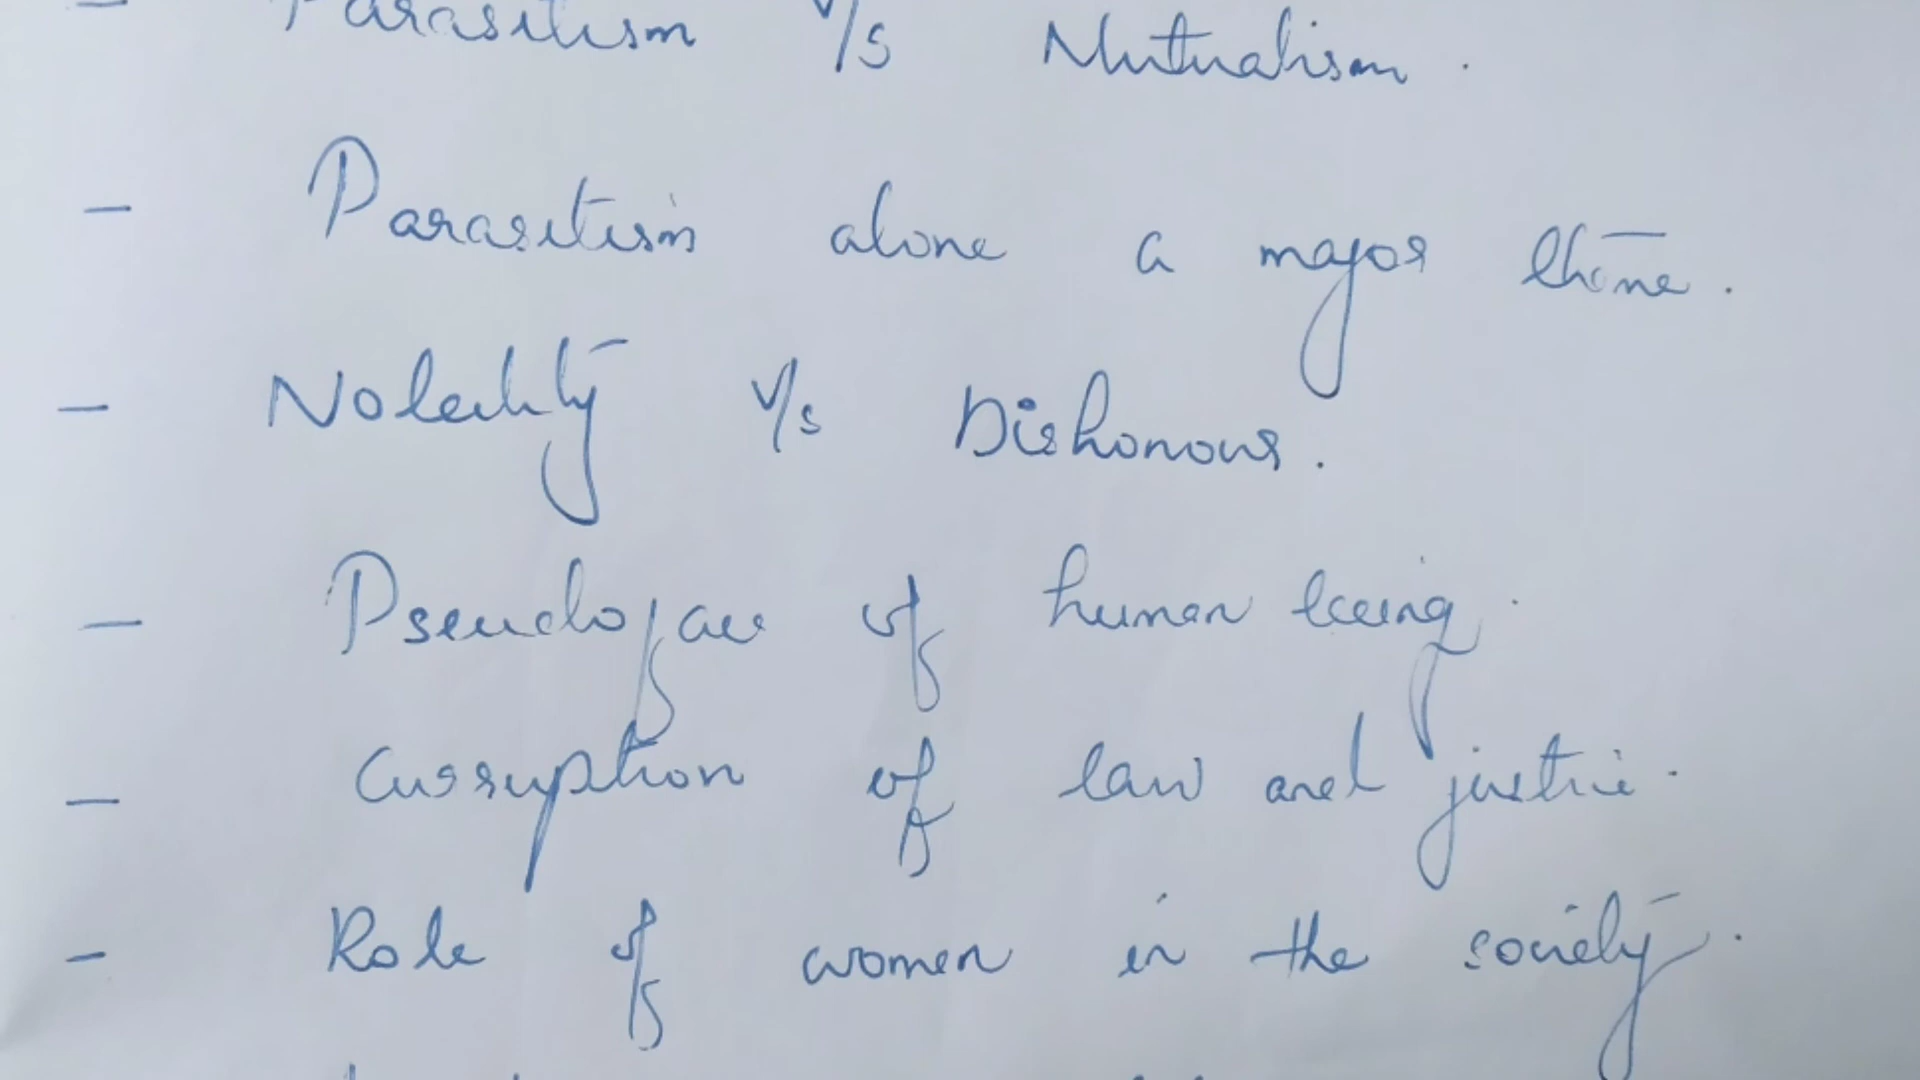 - Parasitism v/s Mutualism.
- Parasitism alone a major theme.
- Nobility v/s Dishonour.
- Pseudoface of human being.
- Curruption of law and justice.
- Role of women in the society.